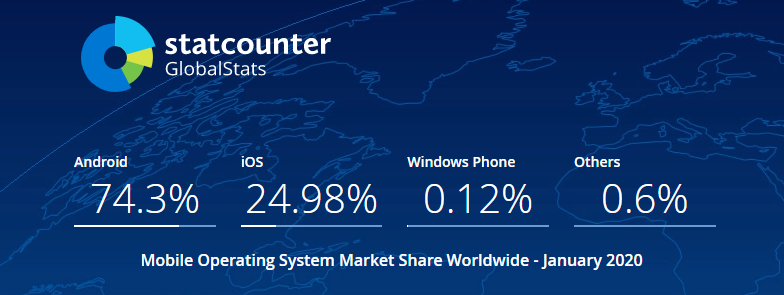 statcounter
GlobalStats
Android
iOS
Windows Phone
Others
74.3%
24.98%
0.12%
0.6%
Mobile Operating System Market Share Worldwide - January 2020